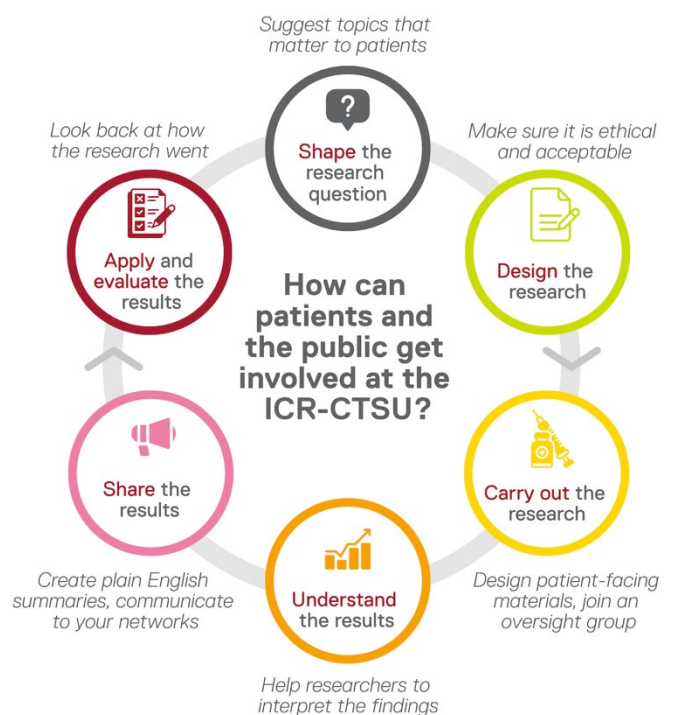 Suggest topics that
matter to patients
?
Shape the
research
question
Make sure it is ethical
and acceptable
Design the
research
Carry out the
research
Design patient-facing
materials, join an
oversight group
Understand
the results
Help researchers to
interpret the findings
Share the
results
Create plain English
summaries, communicate
to your networks
Apply and
evaluate the
results
Look back at how
the research went
How can
patients and
the public get
involved at the
ICR-CTSU?